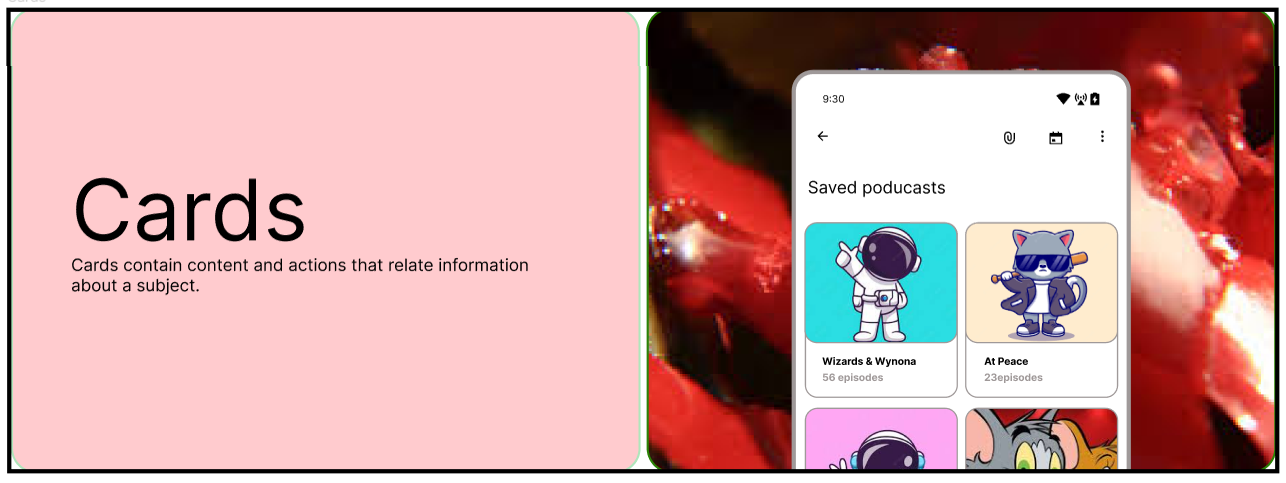 Cards
Cards contain content and actions that relate information
about a subject.
9:30
Saved poducasts
Wizards & Wynona
56 episodes
At Peace
23episodes